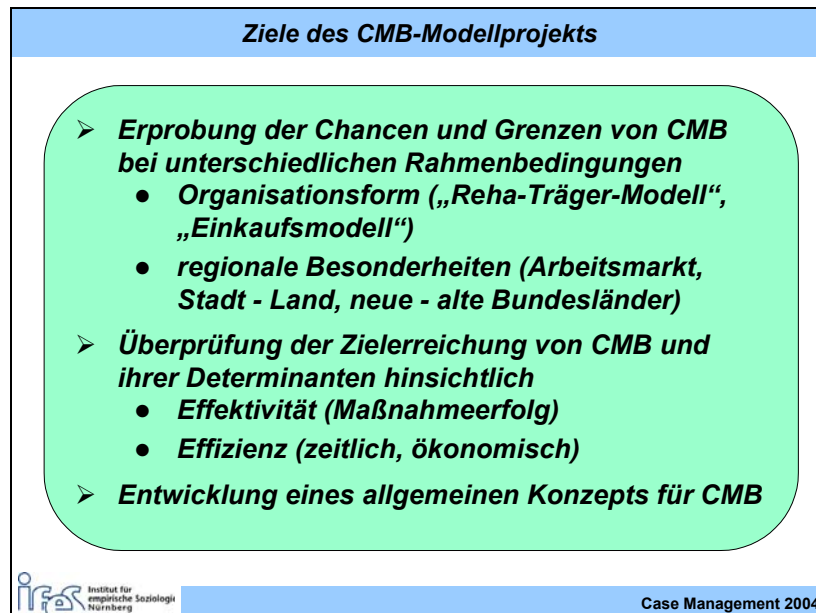 Ziele des CMB-Modellprojekts
➢ Erprobung der Chancen und Grenzen von CMB
bei unterschiedlichen Rahmenbedingungen
● Organisationsform („Reha-Träger-Modell“,
„Einkaufsmodell“)
● regionale Besonderheiten (Arbeitsmarkt,
Stadt - Land, neue - alte Bundesländer)
➢ Überprüfung der Zielerreichung von CMB und
ihrer Determinanten hinsichtlich
● Effektivität (Maßnahmeerfolg)
● Effizienz (zeitlich, ökonomisch)
➢ Entwicklung eines allgemeinen Konzepts für CMB
ifes
Institut für
empirische Soziologi
Nürnberg
Case Management 2004